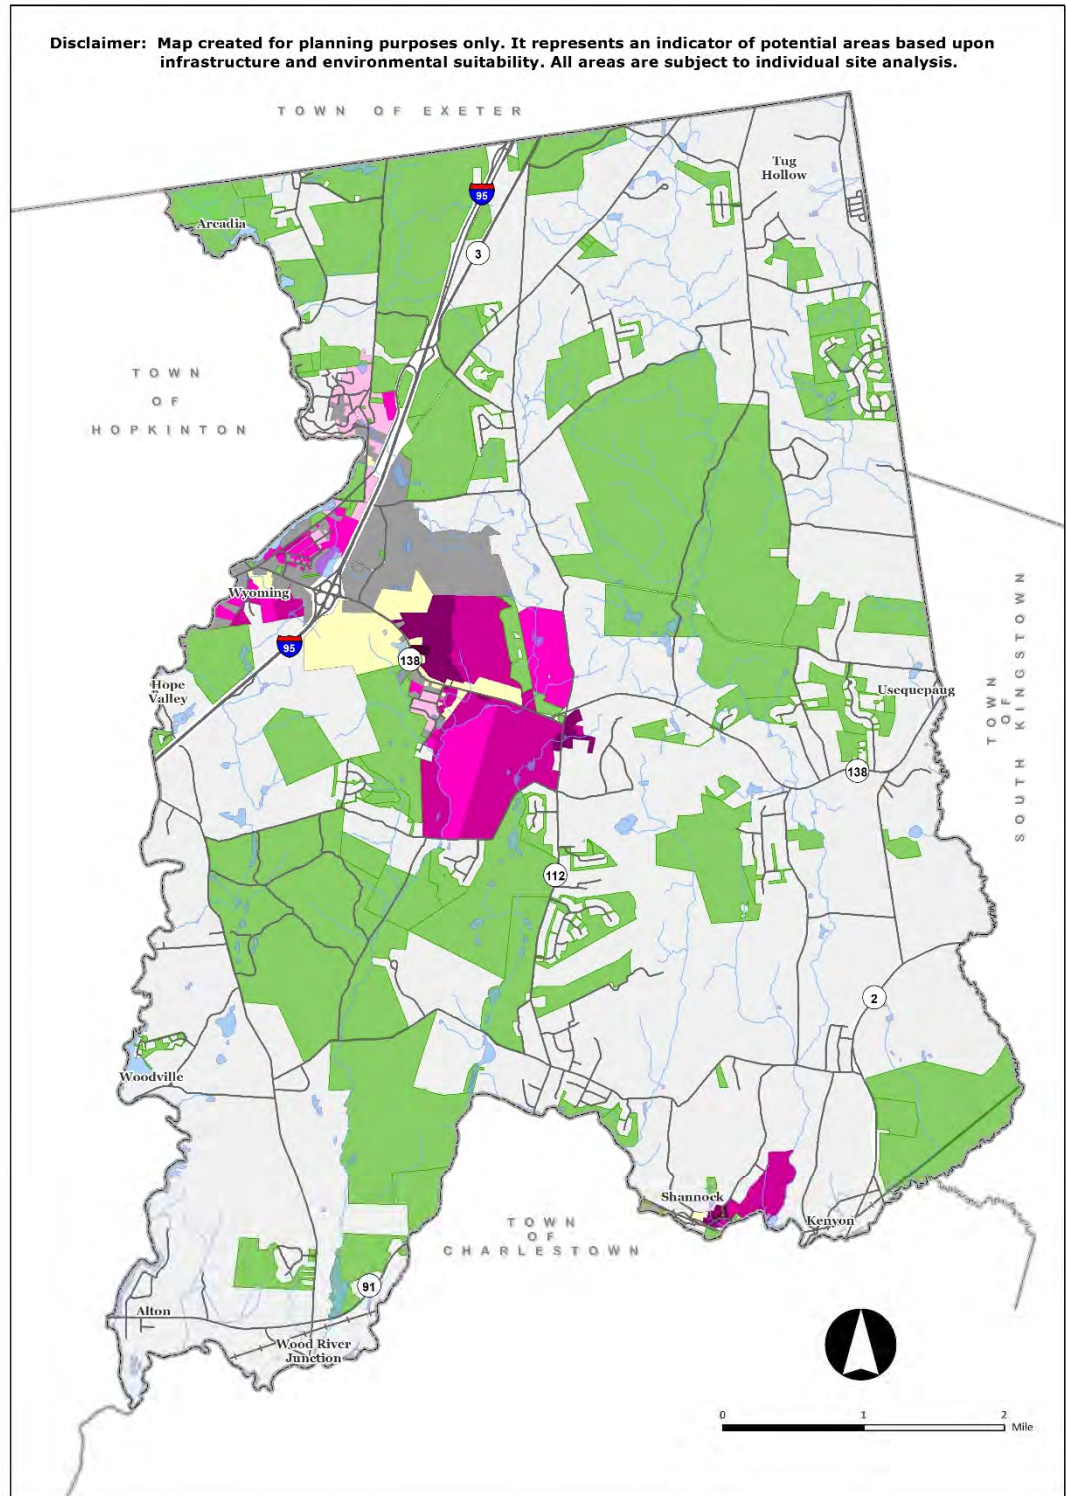 Disclaimer: Map created for planning purposes only. It represents an indicator of potential areas based upon
infrastructure and environmental suitability. All areas are subject to individual site analysis.
TOWN OF EXETER
Tug
Hollow
95
Arcadia
3
TOWN
OF
HOPKINTON
Wyoming
95
138
Hope
Valley
Usequepaug
TOWN
OF
SOUTH KINGSTOWN
138
112
2
Woodville
Shannock
Kenyon
TOWN
OF
CHARLESTOWN
91
Alton
Wood River
Junction
0 1 2
Mile